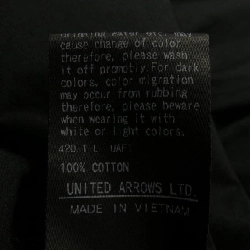 cause change of color
therefore, please wash
it off promptly.For dark
colors, color migration
may occur from rubbing
therefore, please beware
when wearing it with
white or light colors.
100% COTTON
UNITED ARROWS LTD.
MADE IN VIETNAM